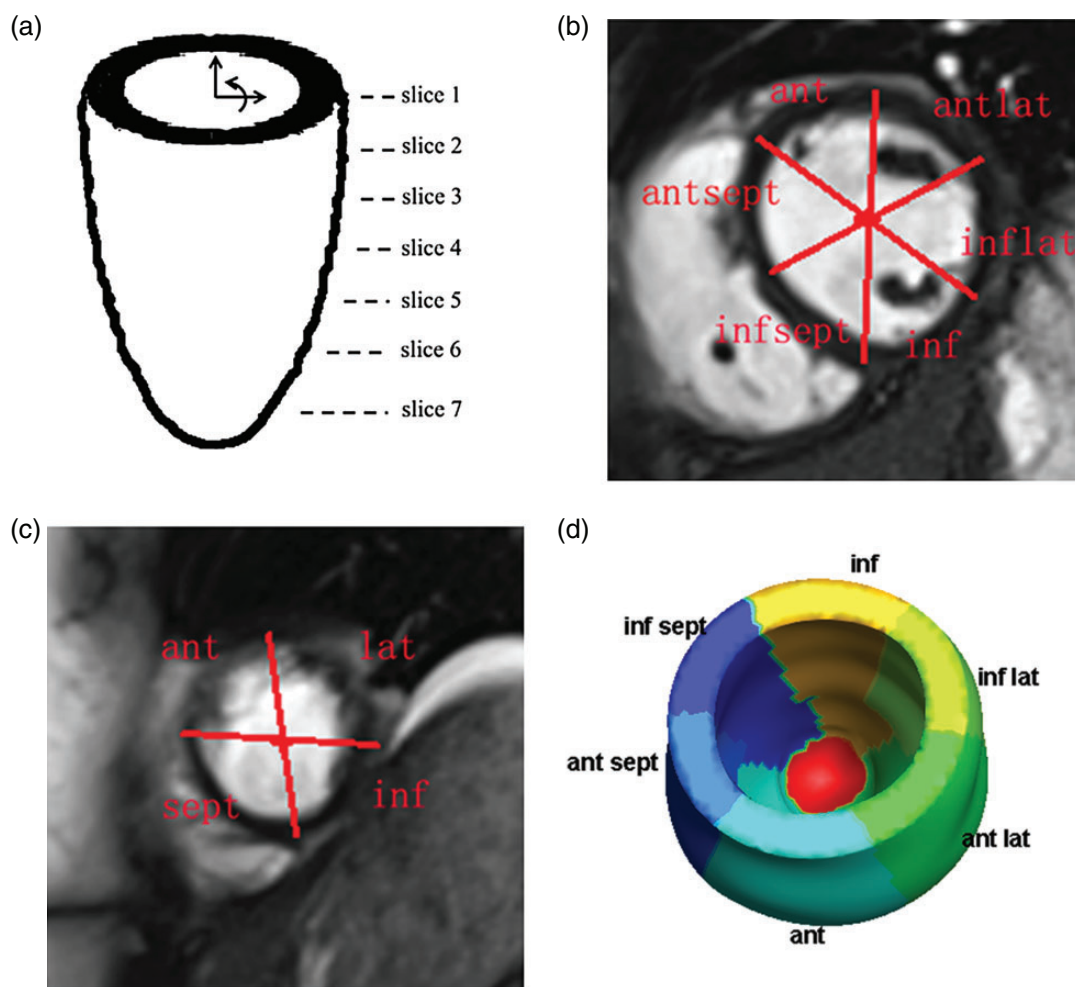 (a)
slice 1
slice 2
slice 3
slice 4
slice 5
slice 6
slice 7
(b)
ant
antlat
antsept
inflat
infsept
inf
(c)
ant
lat
sept
inf
(d)
inf
inf sept
inf lat
ant sept
ant lat
ant